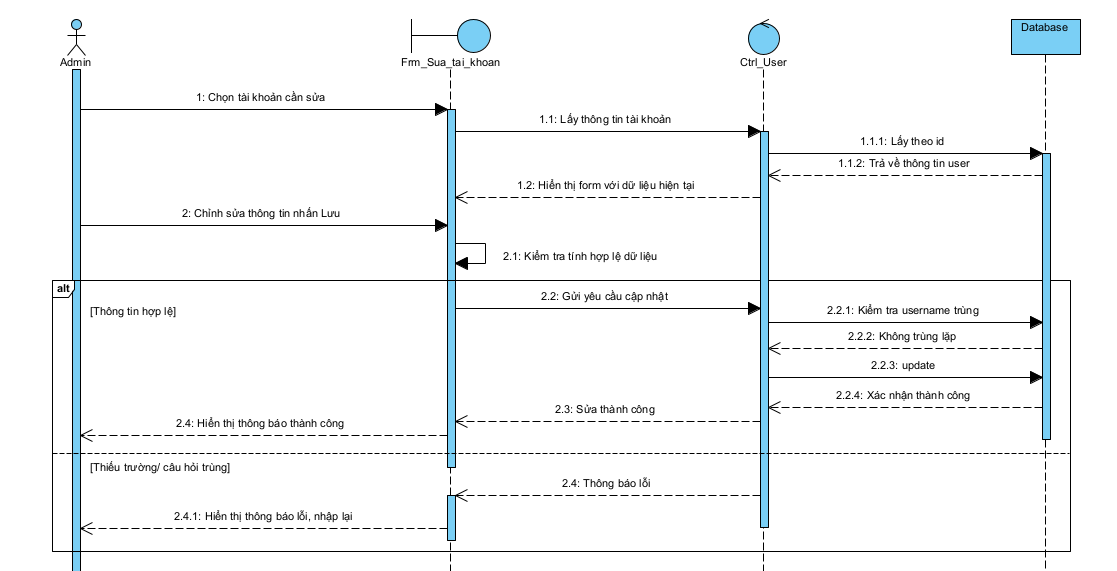 Database
Admin
Frm_Sua_tai_khoan
Ctrl_User
1: Chọn tài khoản cần sửa
1.1: Lấy thông tin tài khoản
1.1.1: Lấy theo id
1.1.2: Trả về thông tin user
1.2: Hiển thị form với dữ liệu hiện tại
2: Chỉnh sửa thông tin nhấn Lưu
2.1: Kiểm tra tính hợp lệ dữ liệu
alt
2.2: Gửi yêu cầu cập nhật
[Thông tin hợp lệ]
2.2.1: Kiểm tra username trùng
2.2.2: Không trùng lặp
2.2.3: update
2.2.4: Xác nhận thành công
2.3: Sửa thành công
2.4: Hiển thị thông báo thành công
[Thiếu trường/ câu hỏi trùng]
2.4: Thông báo lỗi
2.4.1: Hiển thị thông báo lỗi, nhập lại